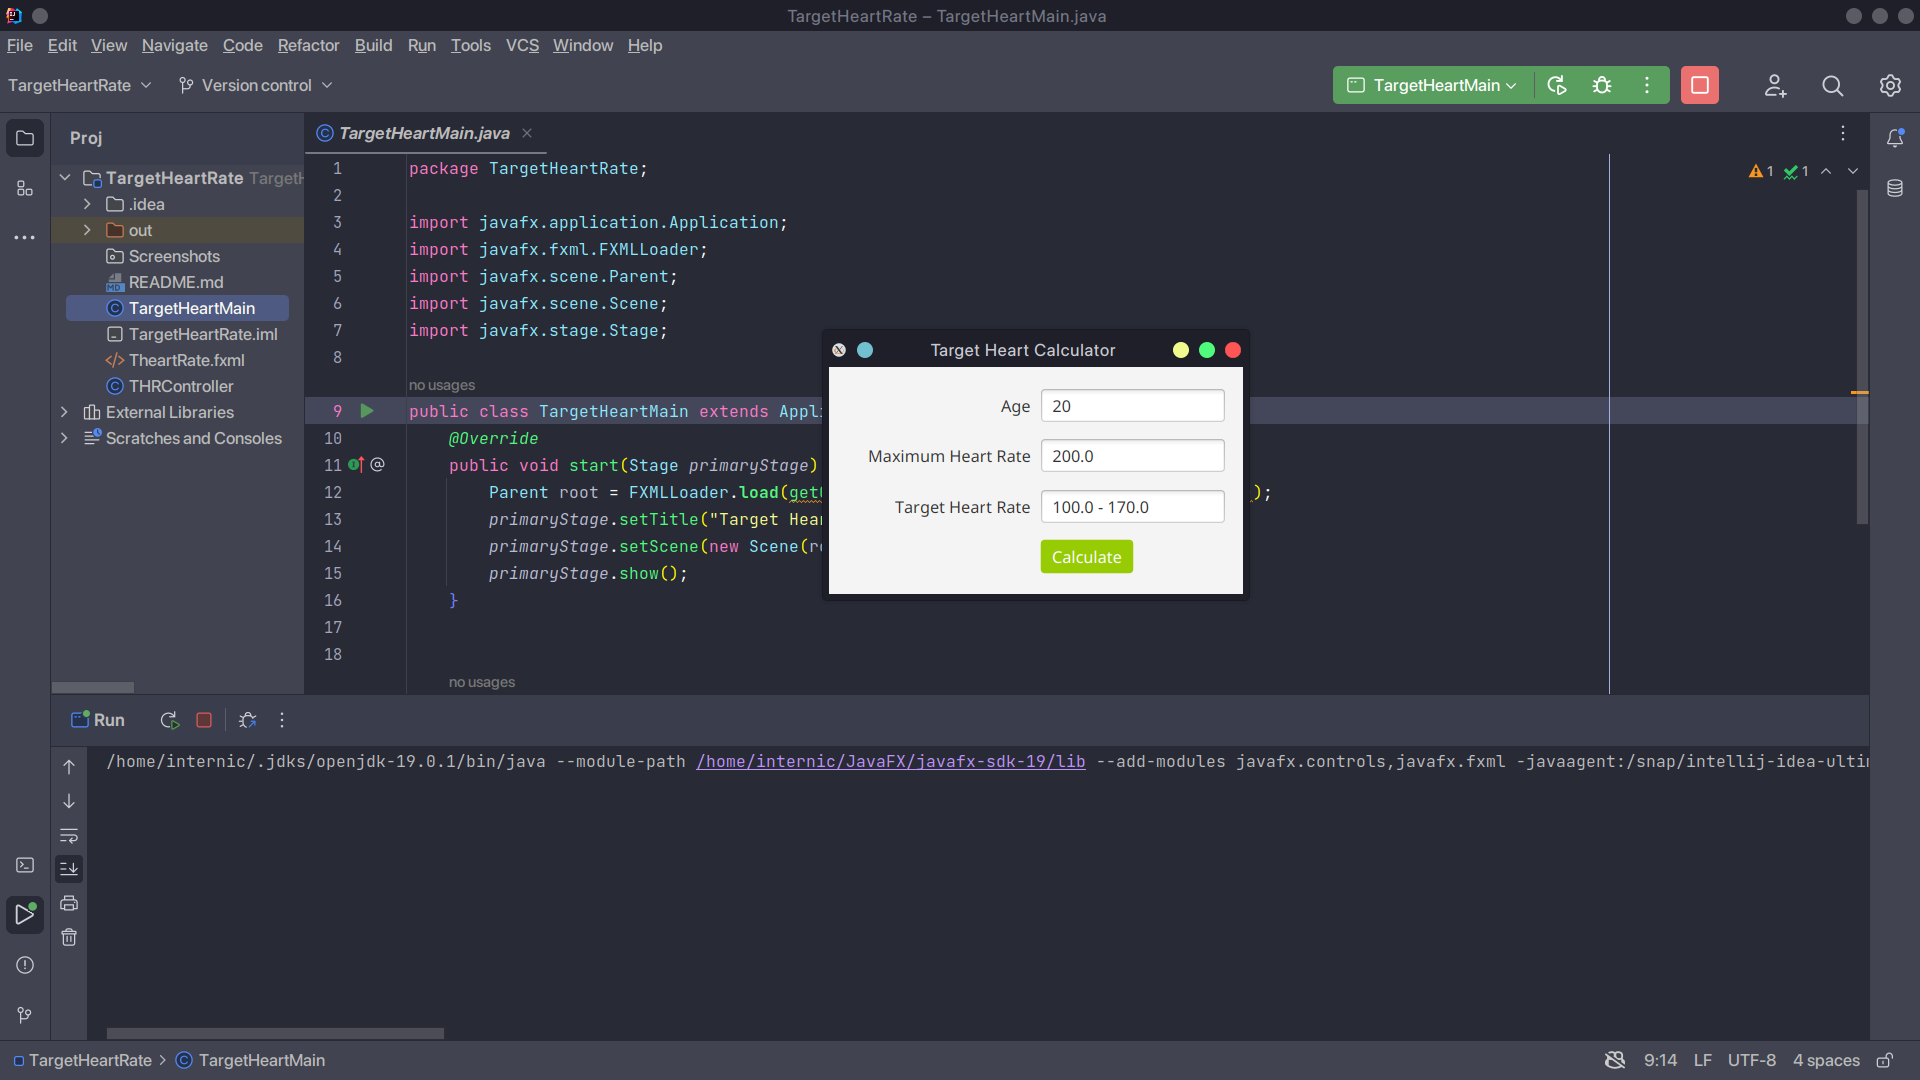 TargetHeartRate – TargetHeartMain.java
File Edit View Navigate Code Refactor Build Run Tools VCS Window Help
TargetHeartRate Version control TargetHeartMain
Proj
TargetHeartMain.java
TargetHeartRate TargetH
.idea
out
Screenshots
README.md
TargetHeartMain
TargetHeartRate.iml
TheartRate.fxml
THRController
External Libraries
Scratches and Consoles
1 package TargetHeartRate;
2
3 import javafx.application.Application;
4 import javafx.fxml.FXMLLoader;
5 import javafx.scene.Parent;
6 import javafx.scene.Scene;
7 import javafx.stage.Stage;
8
no usages
9 public class TargetHeartMain extends Appl
10 @Override
11 public void start(Stage primaryStage)
12 Parent root = FXMLLoader.load(get );
13 primaryStage.setTitle("Target Hear
14 primaryStage.setScene(new Scene(r
15 primaryStage.show();
16 }
17
18
no usages
1 1
Target Heart Calculator
Age 20
Maximum Heart Rate 200.0
Target Heart Rate 100.0 - 170.0
Calculate
Run
/home/internic/.jdks/openjdk-19.0.1/bin/java --module-path /home/internic/JavaFX/javafx-sdk-19/lib --add-modules javafx.controls,javafx.fxml -javaagent:/snap/intellij-idea-ulti
TargetHeartRate > TargetHeartMain 9:14 LF UTF-8 4 spaces